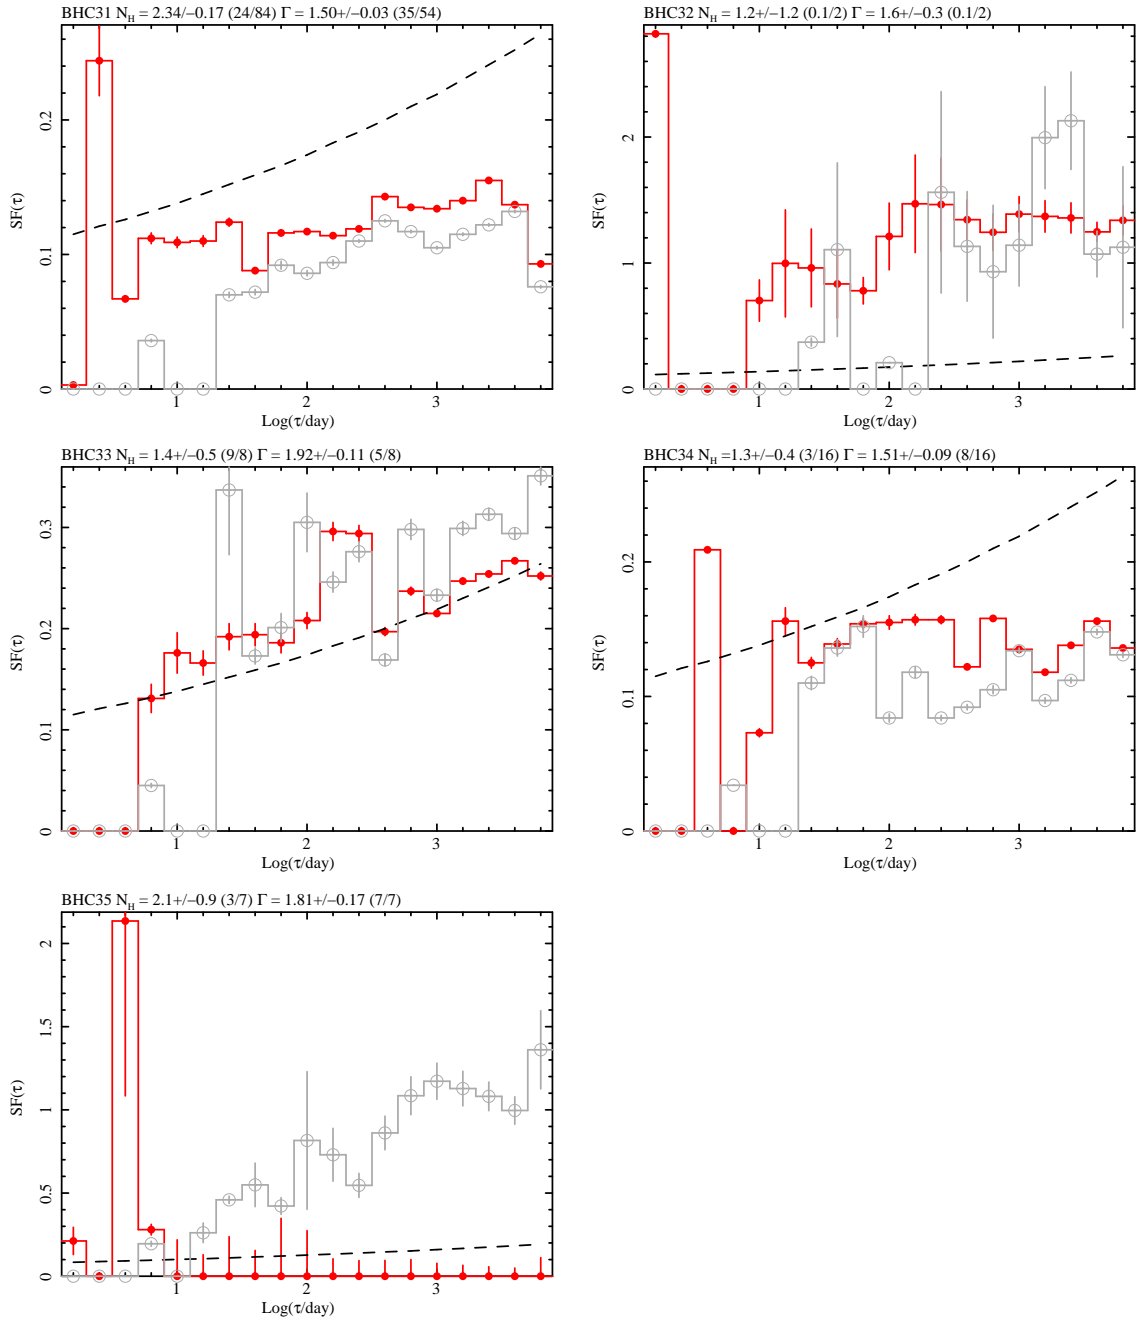 BHC31 N_H = 2.34/−0.17 (24/84) Γ = 1.50+/−0.03 (35/54)
SF(τ)
0.2
0.1
0
1 2 3
Log(τ/day)
BHC32 N_H = 1.2+/−1.2 (0.1/2) Γ = 1.6+/−0.3 (0.1/2)
SF(τ)
2
1
0
1 2 3
Log(τ/day)
BHC33 N_H = 1.4+/−0.5 (9/8) Γ = 1.92+/−0.11 (5/8)
SF(τ)
0.3
0.2
0.1
0
1 2 3
Log(τ/day)
BHC34 N_H =1.3+/−0.4 (3/16) Γ = 1.51+/−0.09 (8/16)
SF(τ)
0.2
0.1
0
1 2 3
Log(τ/day)
BHC35 N_H = 2.1+/−0.9 (3/7) Γ = 1.81+/−0.17 (7/7)
SF(τ)
2
1.5
1
0.5
0
1 2 3
Log(τ/day)